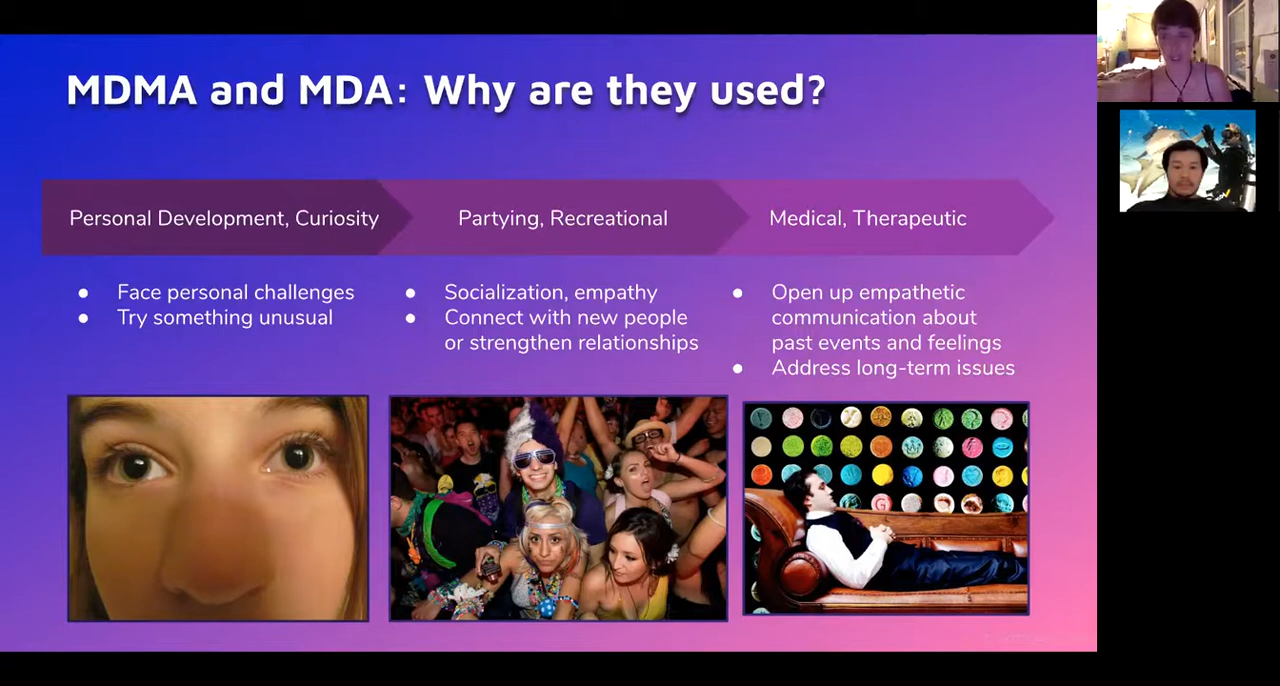 MDMA and MDA: Why are they used?
Personal Development, Curiosity
Partying, Recreational
Medical, Therapeutic
● Face personal challenges
● Try something unusual
● Socialization, empathy
● Connect with new people
or strengthen relationships
● Open up empathetic
communication about
past events and feelings
● Address long-term issues